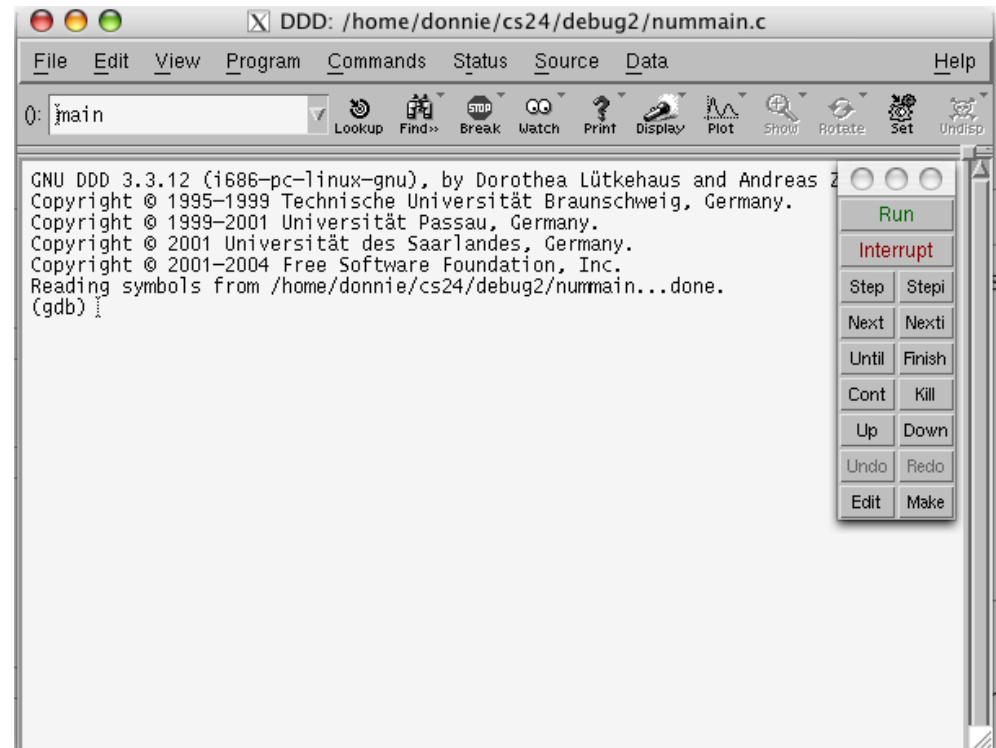 DDD: /home/donnie/cs24/debug2/nummain.c
File Edit View Program Commands Status Source Data Help
(): main
Lookup Find» Break Watch Print Display Plot Show Rotate Set Undisp
STOP
GNU DDD 3.3.12 (i686-pc-linux-gnu), by Dorothea Lütkehaus and Andreas
Copyright © 1995-1999 Technische Universität Braunschweig, Germany.
Copyright © 1999-2001 Universität Passau, Germany.
Copyright © 2001 Universität des Saarlandes, Germany.
Copyright © 2001-2004 Free Software Foundation, Inc.
Reading symbols from /home/donnie/cs24/debug2/nummain...done.
(gdb)
Run
Interrupt
Step Stepi
Next Nexti
Until Finish
Cont Kill
Up Down
Undo Redo
Edit Make